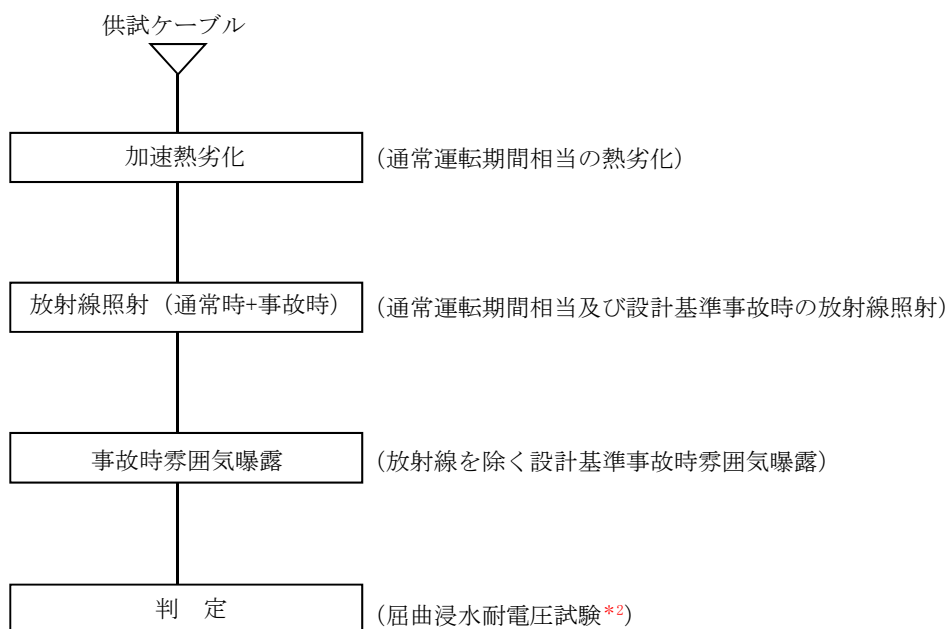 供試ケーブル
加速熱劣化 (通常運転期間相当の熱劣化)
放射線照射(通常時+事故時) (通常運転期間相当及び設計基準事故時の放射線照射)
事故時雰囲気曝露 (放射線を除く設計基準事故時雰囲気曝露)
判 定 (屈曲浸水耐電圧試験*2)